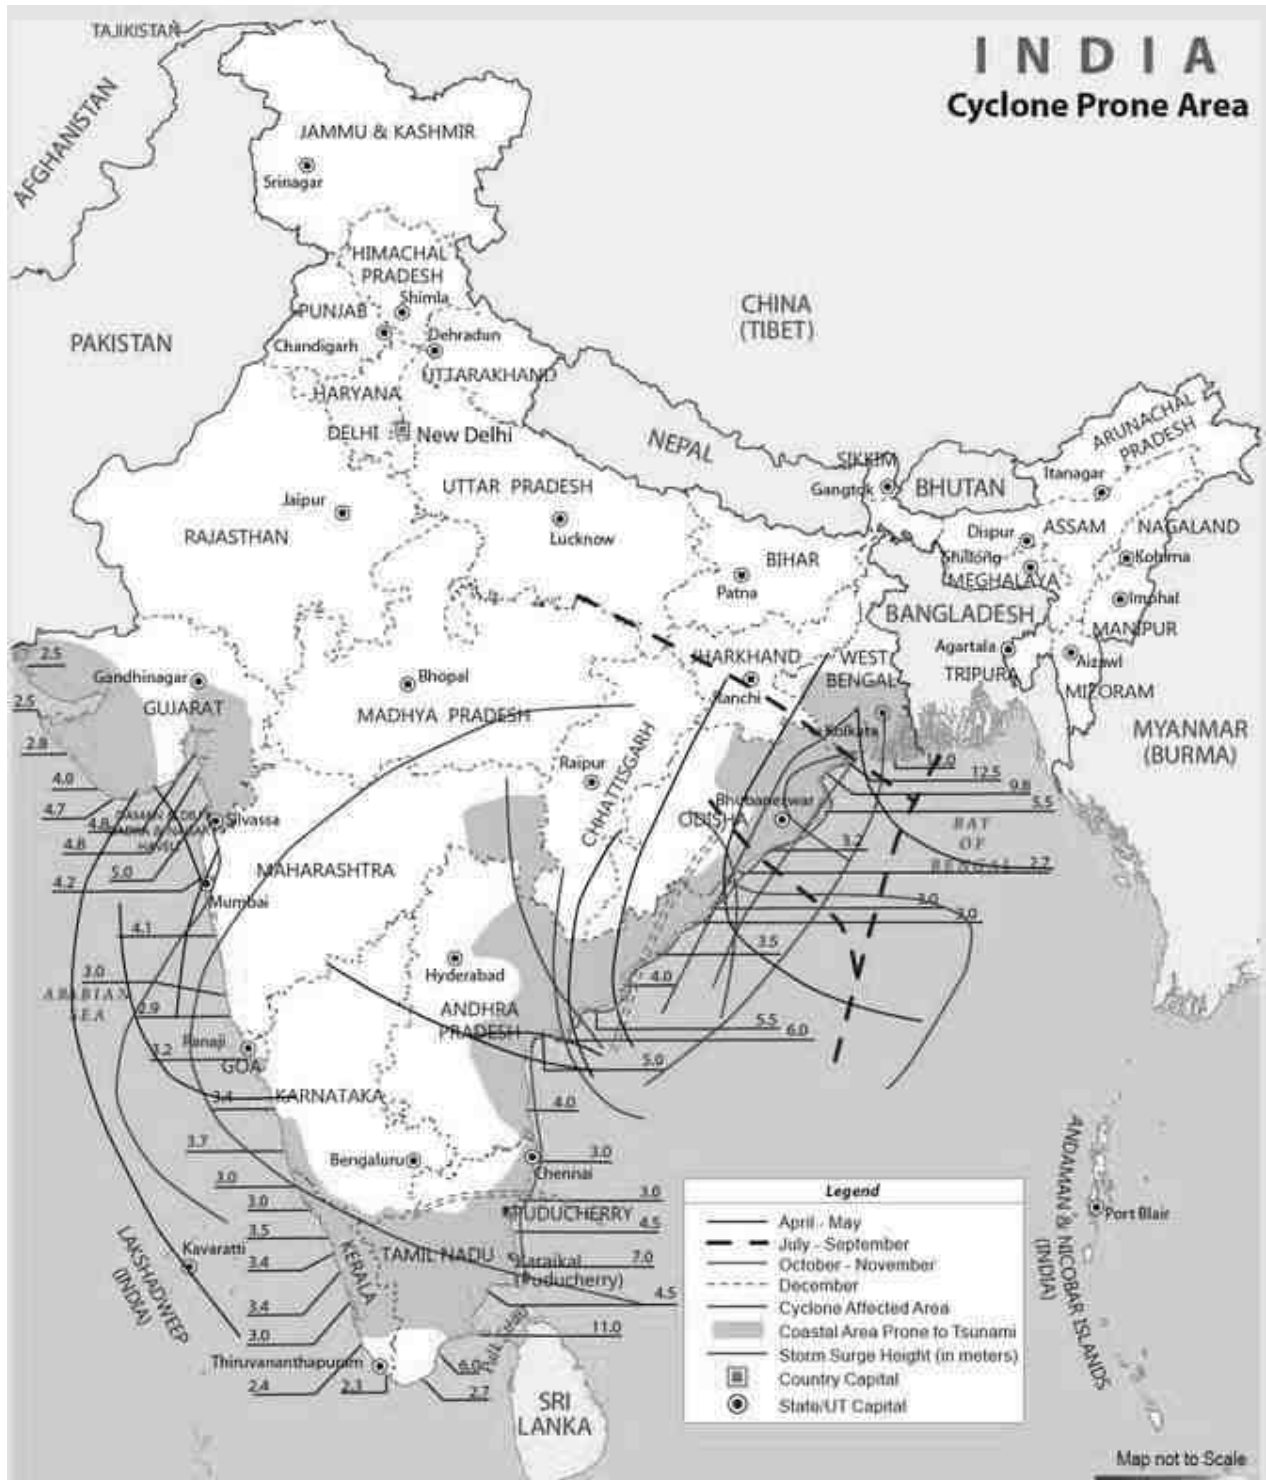 TAJIKISTAN
INDIA
Cyclone Prone Area
AFGHANISTAN
JAMMU & KASHMIR
Srinagar
HIMACHAL
PRADESH
Shimla
PUNJAB
Chandigarh
Dehradun
UTTARAKHAND
CHINA
(TIBET)
PAKISTAN
HARYANA
DELHI
New Delhi
NEPAL
SIKKIM
Gangtok
BHUTAN
ARUNACHAL
PRADESH
Itanagar
UTTAR PRADESH
Jaipur
RAJASTHAN
Lucknow
Dispur
ASSAM
NAGALAND
BIHAR
Shillong
Kohima
Patna
MEGHALAYA
Imphal
BANGLADESH
MANIPUR
2.5
JHARKHAND
WEST
BENGAL
Agartala
Aizawl
TRIPURA
MIZORAM
Gandhinagar
Bhopal
Ranchi
2.5
GUJARAT
MADHYA PRADESH
MYANMAR
(BURMA)
2.8
Raipur
CHHATTISGARH
Kolkata
4.0
12.5
9.8
4.7
Bhubaneswar
5.5
4.8
Silvassa
ODISHA
BAY
OF
BENGAL
4.8
3.2
5.0
MAHARASHTRA
2.7
4.2
Mumbai
3.0
3.0
4.1
3.5
3.0
Hyderabad
4.0
ARABIAN
SEA
2.9
ANDHRA
PRADESH
5.5
6.0
Panaji
3.2
GOA
5.0
3.4
KARNATAKA
4.0
3.7
Bengaluru
3.0
Chennai
3.0
3.0
3.0
PUDUCHERRY
4.5
3.5
Kavaratti
3.4
KERALA
TAMIL NADU
Karaikal
(Puducherry)
7.0
LAKSHADWEEP
(INDIA)
4.5
3.4
3.0
11.0
Thiruvananthapuram
2.4
2.3
6.0
2.7
SRI
LANKA
Legend
April - May
July - September
October - November
December
Cyclone Affected Area
Coastal Area Prone to Tsunami
Storm Surge Height (in meters)
Country Capital
State/UT Capital
Port Blair
ANDAMAN & NICOBAR ISLANDS
(INDIA)
Map not to Scale